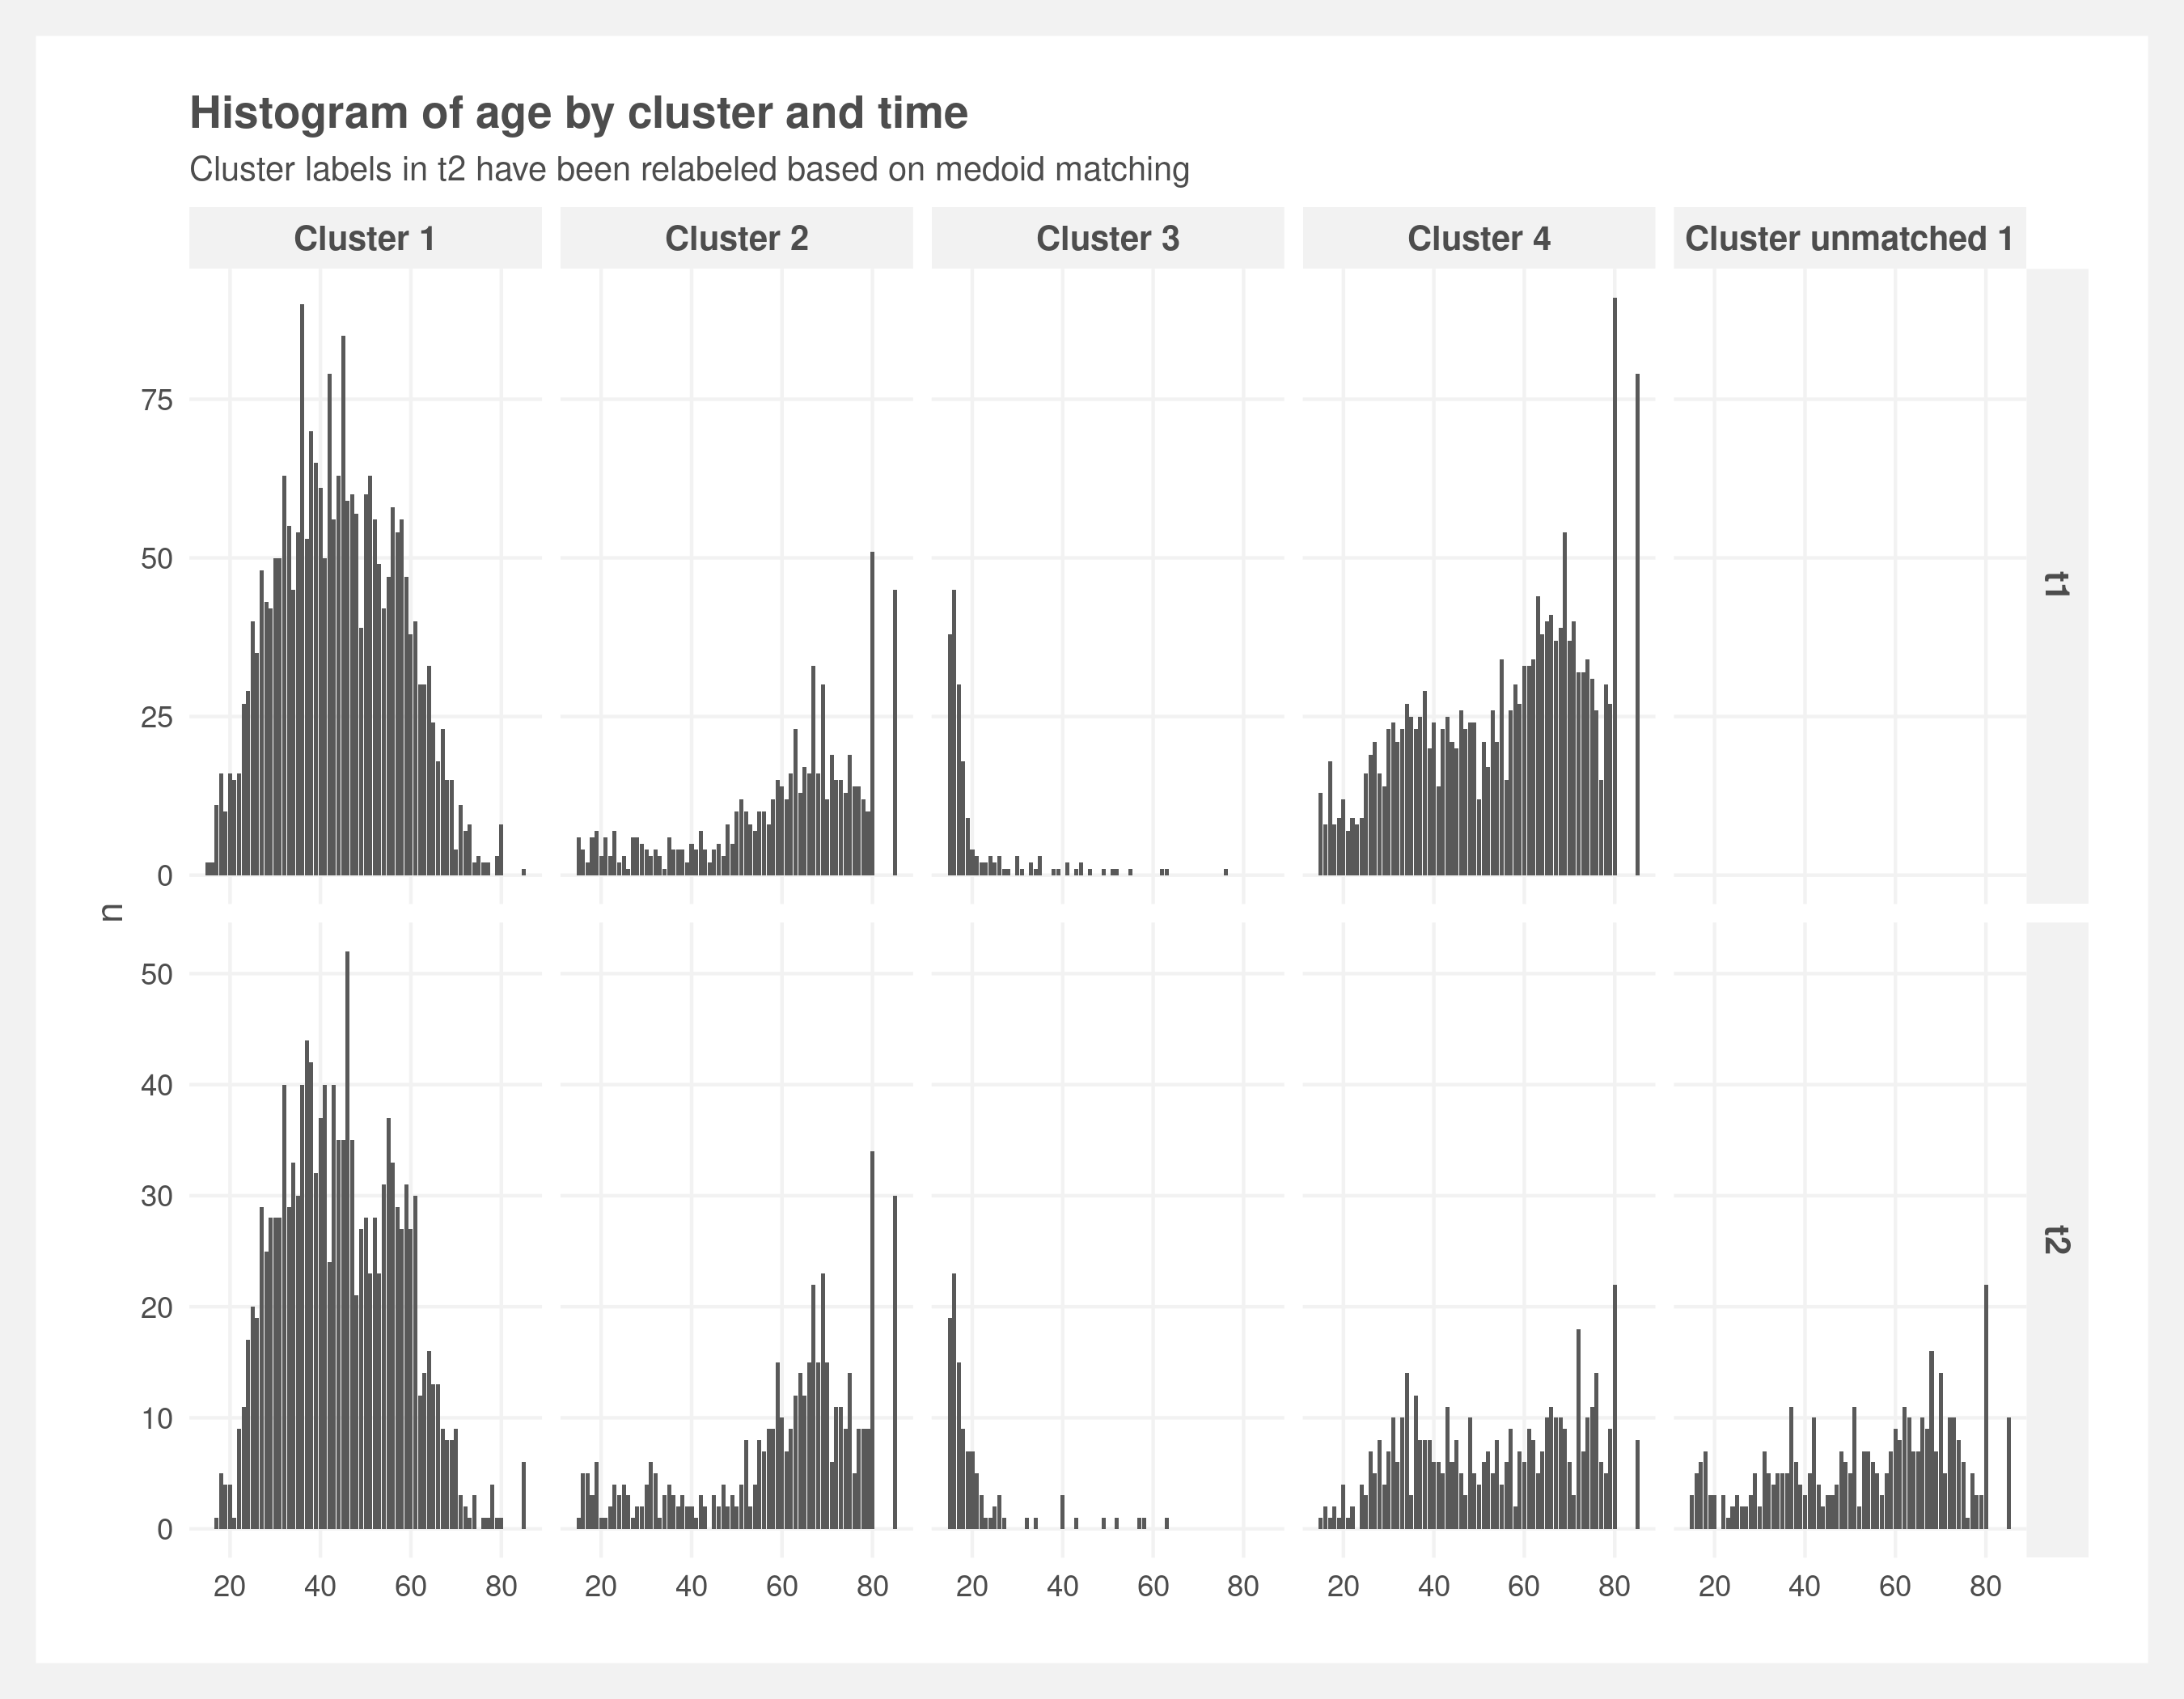 Histogram of age by cluster and time
Cluster labels in t2 have been relabeled based on medoid matching
Cluster 1 Cluster 2 Cluster 3 Cluster 4 Cluster unmatched 1
75
50
25
0
t1
n
50
40
30
20
10
0
t2
20 40 60 80 20 40 60 80 20 40 60 80 20 40 60 80 20 40 60 80